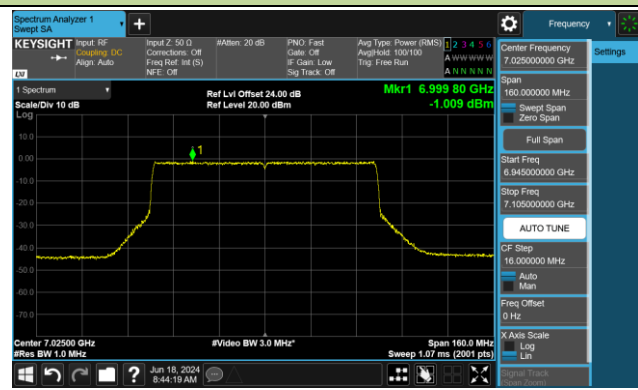 Spectrum Analyzer 1
Swept SA
Frequency
KEYSIGHT
Input: RF
Coupling: DC
Align: Auto
Input Z: 50 Ω
Corrections: Off
Freq Ref: Int (S)
NFE: Off
#Atten: 20 dB
PNO: Fast
Gate: Off
IF Gain: Low
Sig Track: Off
Avg Type: Power (RMS)
Avg|Hold: 100/100
Trig: Free Run
1 2 3 4 5 6
A W W W W W
A N N N N N
LXI
1 Spectrum
Scale/Div 10 dB
Log
Ref Lvl Offset 24.00 dB
Ref Level 20.00 dBm
Mkr1 6.999 80 GHz
-1.009 dBm
1
10.0
0.00
-10.0
-20.0
-30.0
-40.0
-50.0
-60.0
-70.0
Center 7.02500 GHz
#Res BW 1.0 MHz
#Video BW 3.0 MHz*
Span 160.0 MHz
Sweep 1.07 ms (2001 pts)
Center Frequency
7.025000000 GHz
Span
160.000000 MHz
Swept Span
Zero Span
Full Span
Start Freq
6.945000000 GHz
Stop Freq
7.105000000 GHz
AUTO TUNE
CF Step
16.000000 MHz
Auto
Man
Freq Offset
0 Hz
X Axis Scale
Log
Lin
Signal Track
(Span Zoom)
Settings
?
Jun 18, 2024
8:44:19 AM